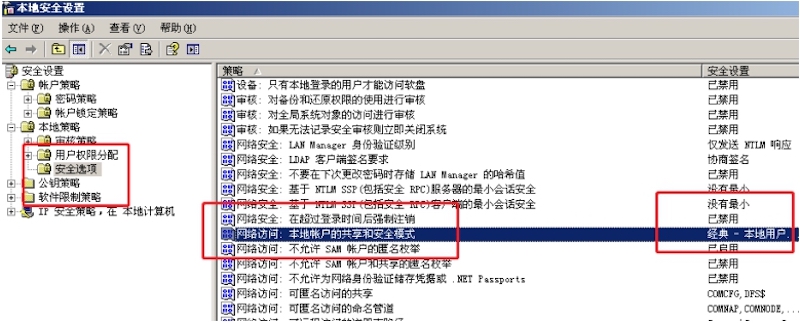 本地安全设置
文件(F) 操作(A) 查看(V) 帮助(H)
安全设置
帐户策略
密码策略
帐户锁定策略
本地策略
审核策略
用户权限分配
安全选项
公钥策略
软件限制策略
IP 安全策略，在 本地计算机
策略 安全设置
设备: 只有本地登录的用户才能访问软盘 已禁用
审核: 对备份和还原权限的使用进行审核 已禁用
审核: 对全局系统对象的访问进行审核 已禁用
审核: 如果无法记录安全审核则立即关闭系统 已禁用
网络安全: LAN Manager 身份验证级别 仅发送 NTLM 响应
网络安全: LDAP 客户端签名要求 协商签名
网络安全: 不要在下次更改密码时存储 LAN Manager 的哈希值 已禁用
网络安全: 基于 NTLM SSP(包括安全 RPC)服务器的最小会话安全 没有最小
网络安全: 基于 NTLM SSP(包括安全 RPC)客户端的最小会话安全 没有最小
网络安全: 在超过登录时间后强制注销 已禁用
网络访问: 本地帐户的共享和安全模式 经典 - 本地用户...
网络访问: 不允许 SAM 帐户的匿名枚举 已启用
网络访问: 不允许 SAM 帐户和共享的匿名枚举 已禁用
网络访问: 不允许为网络身份验证储存凭据或 .NET Passports 已禁用
网络访问: 可匿名访问的共享 COMCFG,DFS$
网络访问: 可匿名访问的命名管道 COMNAP,COMNODE,...